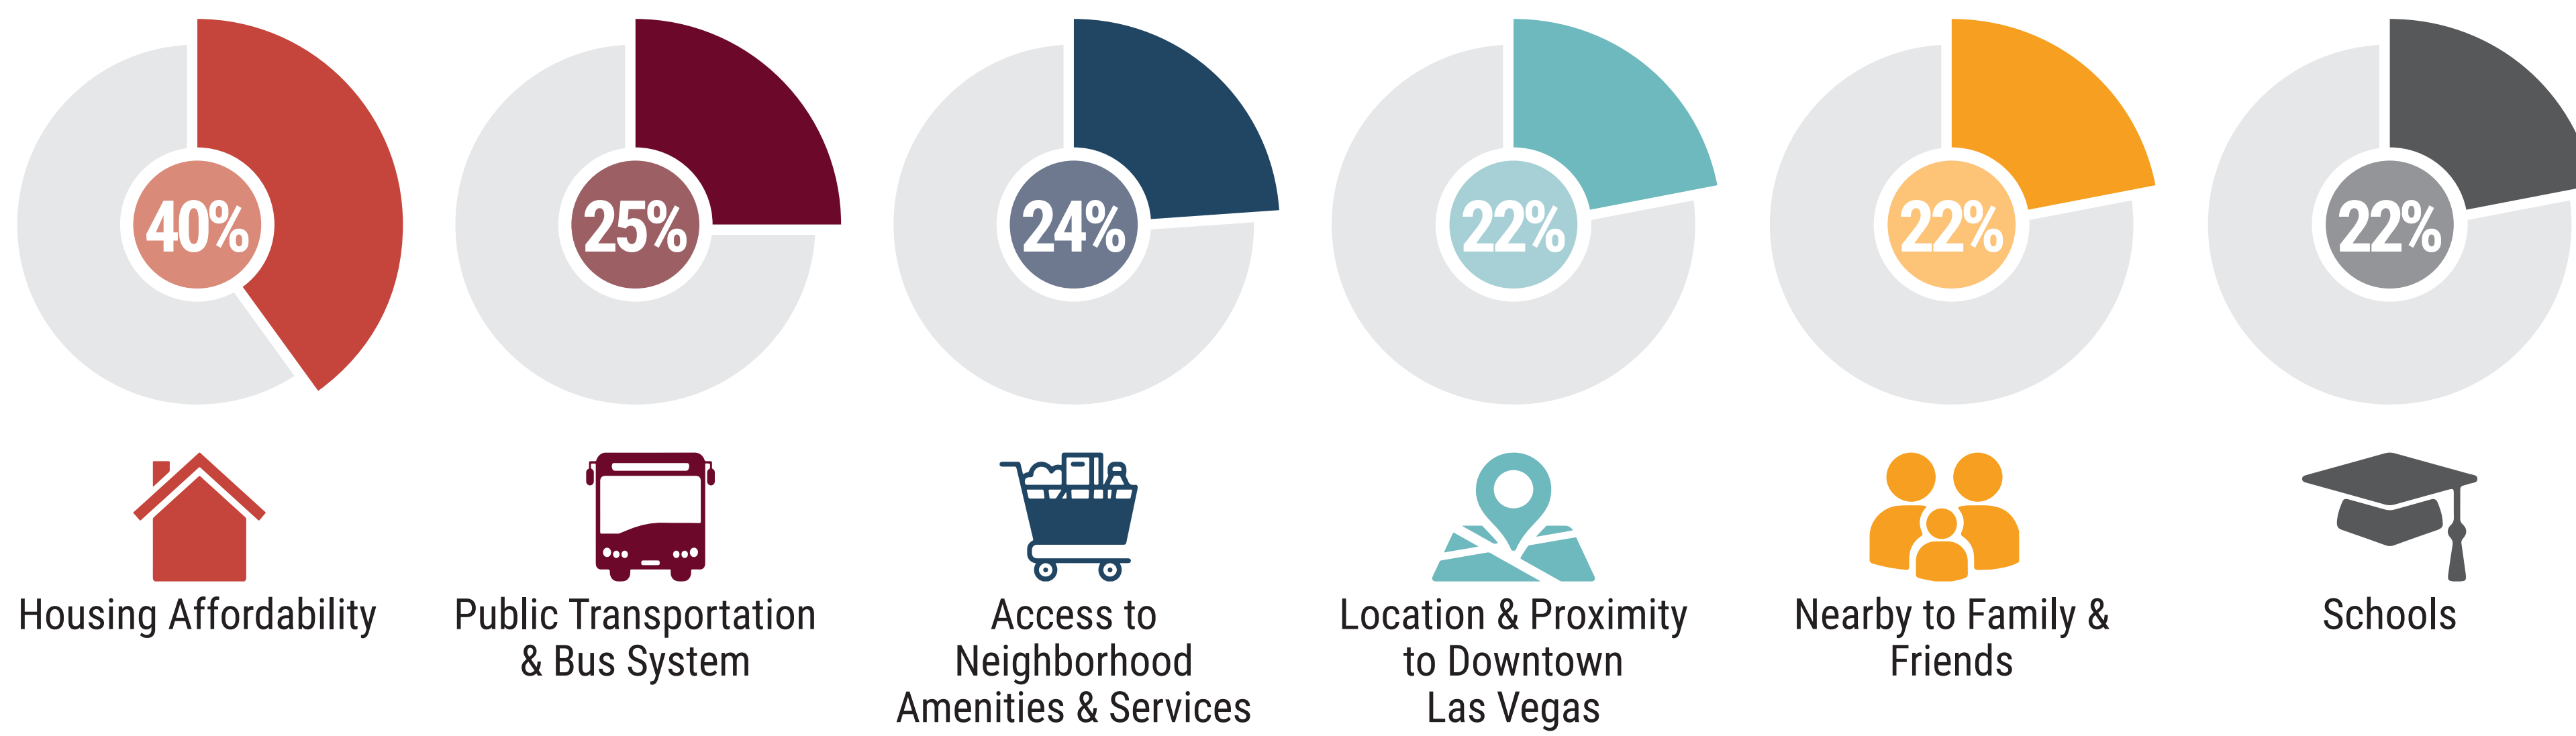 40%
25%
24%
22%
22%
22%
Housing Affordability
Public Transportation
& Bus System
Access to
Neighborhood
Amenities & Services
Location & Proximity
to Downtown
Las Vegas
Nearby to Family &
Friends
Schools